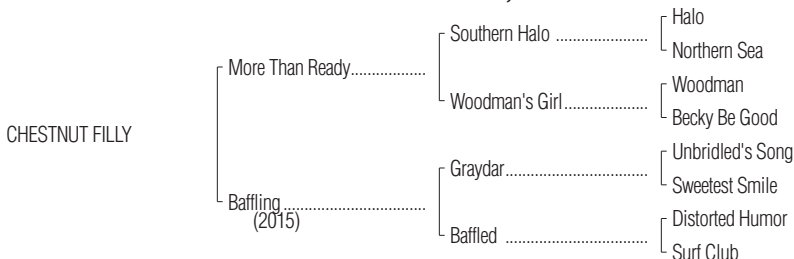 Halo
Southern Halo ......................
Northern Sea
More Than Ready..................
Woodman
Woodman's Girl....................
Becky Be Good
CHESTNUT FILLY
Unbridled's Song
Graydar..................................
Sweetest Smile
Baffling..................................
(2015)
Distorted Humor
Baffled ..................................
Surf Club